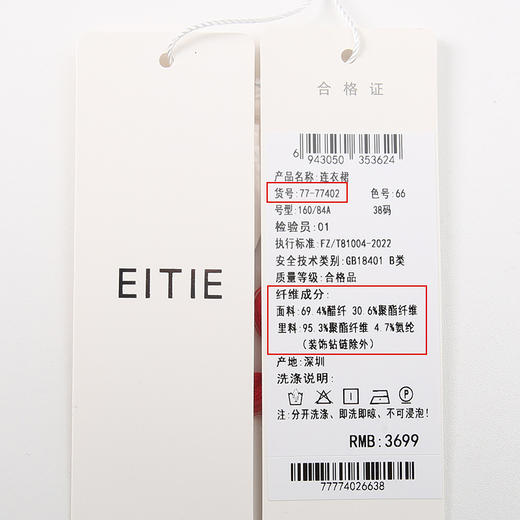 EITIE
合格证
6 943050 353624
产品名称:连衣裙
货号:77-77402 色号:66
号型:160/84A 38码
检验员:01
执行标准:FZ/T81004-2022
安全技术类别:GB18401 B类
质量等级:合格品
纤维成分:
面料:69.4%醋纤 30.6%聚酯纤维
里料:95.3%聚酯纤维 4.7%氨纶
(装饰钻链除外)
产地:深圳
洗涤说明:
注:分开洗涤、即洗即晾、不可浸泡!
RMB:3699
77774026638